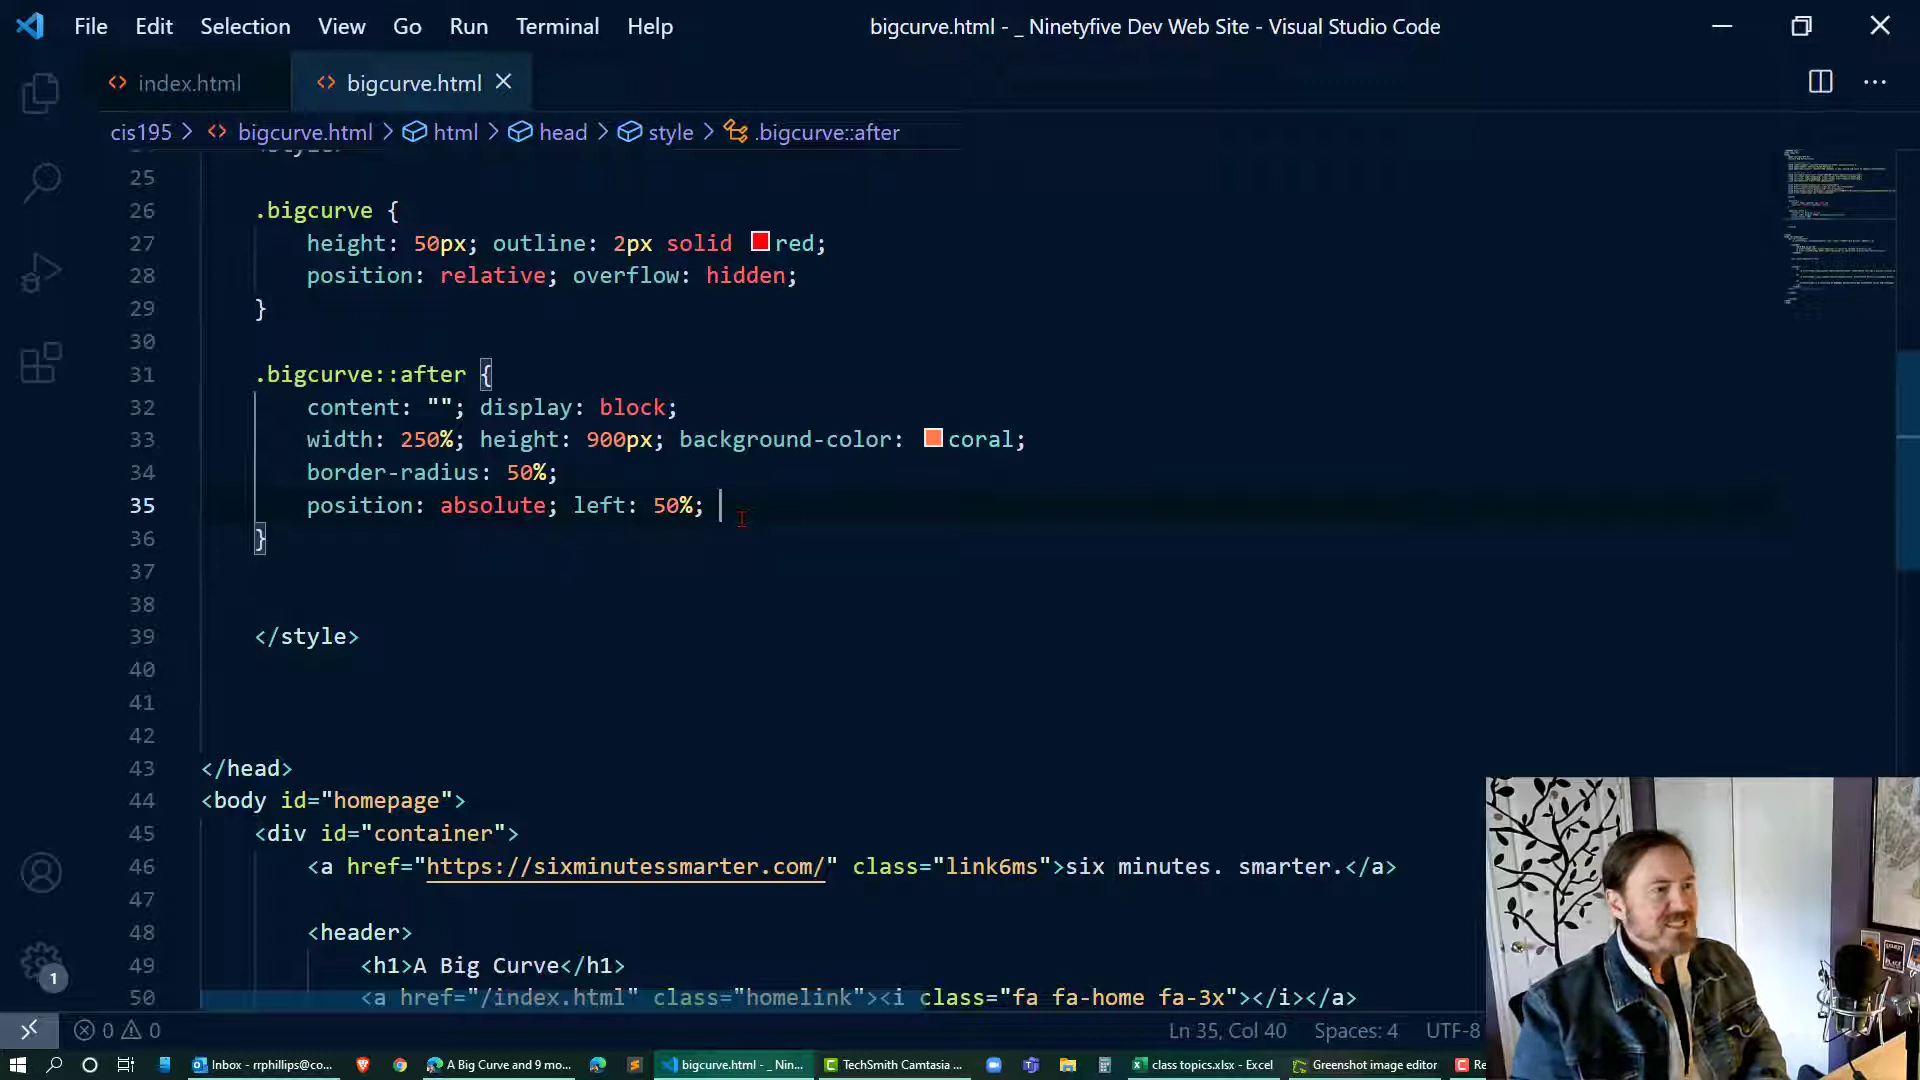 File Edit Selection View Go Run Terminal Help
bigcurve.html - _ Ninetyfive Dev Web Site - Visual Studio Code
index.html
bigcurve.html
cis195 > bigcurve.html > html > head > style > .bigcurve::after
25
26 .bigcurve {
27 height: 50px; outline: 2px solid red;
28 position: relative; overflow: hidden;
29 }
30
31 .bigcurve::after {
32 content: ""; display: block;
33 width: 250%; height: 900px; background-color: coral;
34 border-radius: 50%;
35 position: absolute; left: 50%;
36 }
37
38
39 </style>
40
41
42
43 </head>
44 <body id="homepage">
45 <div id="container">
46 <a href="https://sixminutessmarter.com/" class="link6ms">six minutes. smarter.</a>
47
48 <header>
49 <h1>A Big Curve</h1>
50 <a href="/index.html" class="homelink"><i class="fa fa-home fa-3x"></i></a>
1
0 0
Ln 35, Col 40
Spaces: 4
UTF-8
Inbox - rrphillips@co...
A Big Curve and 9 mo...
bigcurve.html - _ Nin...
TechSmith Camtasia ...
class topics.xlsx - Excel
Greenshot image editor